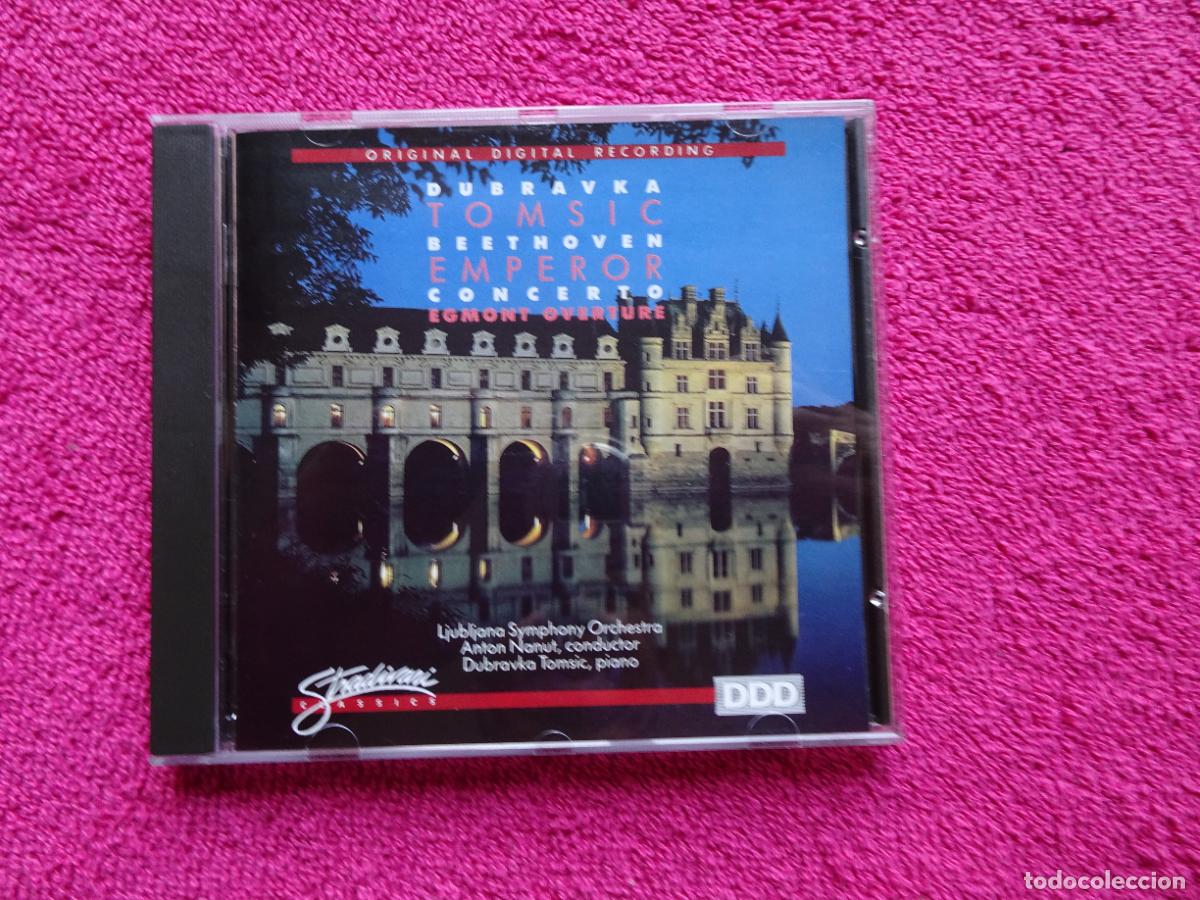 ORIGINAL DIGITAL RECORDING
DUBRAVKA
TOMSIC
BEETHOVEN
EMPEROR
CONCERTO
EGMONT OVERTURE
Ljubljana Symphony Orchestra
Anton Nanut, conductor
Dubravka Tomsic, piano
Stradivari
CLASSICS
DDD
todocoleccion